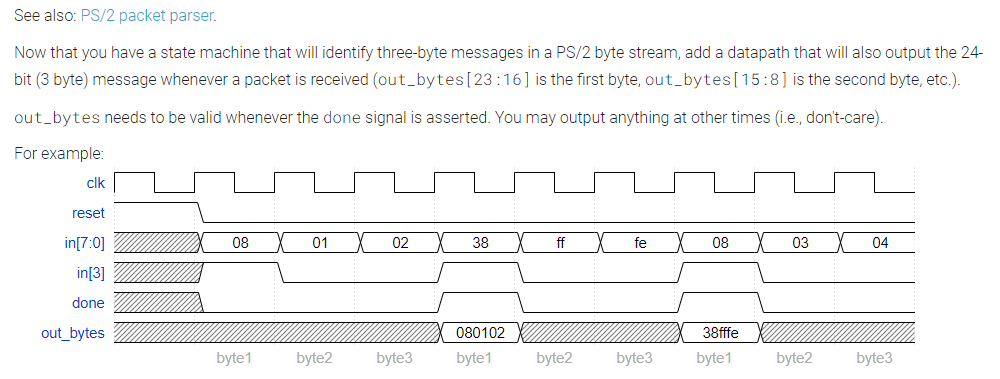 See also: PS/2 packet parser.
Now that you have a state machine that will identify three-byte messages in a PS/2 byte stream, add a datapath that will also output the 24-
bit (3 byte) message whenever a packet is received (out_bytes[23:16] is the first byte, out_bytes[15:8] is the second byte, etc.).
out_bytes needs to be valid whenever the done signal is asserted. You may output anything at other times (i.e., don't-care).
For example:
clk
reset
in[7:0] 08 01 02 38 ff fe 08 03 04
in[3]
done
out_bytes 080102 38fffe
byte1 byte2 byte3 byte1 byte2 byte3 byte1 byte2 byte3